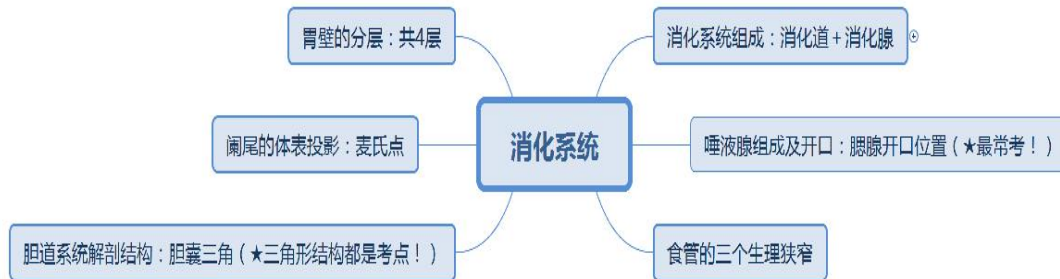 胃壁的分层：共4层
消化系统组成：消化道+消化腺
消化系统
阑尾的体表投影：麦氏点
唾液腺组成及开口：腮腺开口位置（★最常考！）
胆道系统解剖结构：胆囊三角（★三角形结构都是考点！）
食管的三个生理狭窄